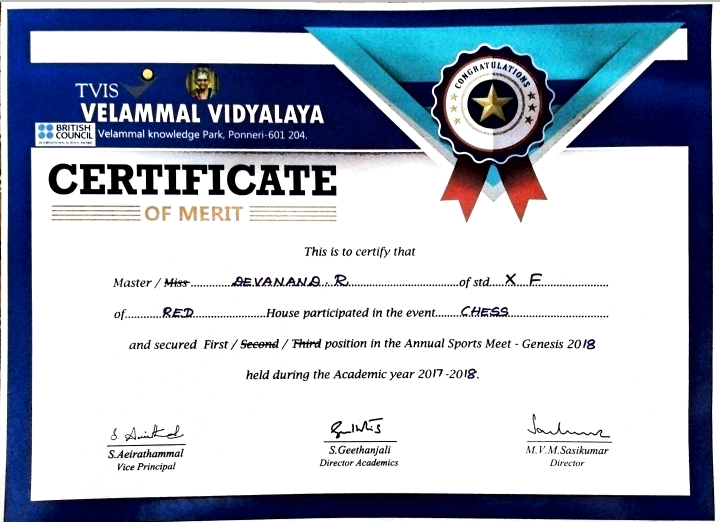 TVIS
VELAMMAL VIDYALAYA
BRITISH
COUNCIL
Velammal knowledge Park, Ponneri-601 204.
CONGRATULATIONS
CERTIFICATE
OF MERIT
This is to certify that
Master / Miss DEVANAND. R of std X F
of RED House participated in the event CHESS
and secured First / Second / Third position in the Annual Sports Meet - Genesis 2018
held during the Academic year 2017-2018.
S.Aeirathammal
Vice Principal
S.Geethanjali
Director Academics
M.V.M.Sasikumar
Director